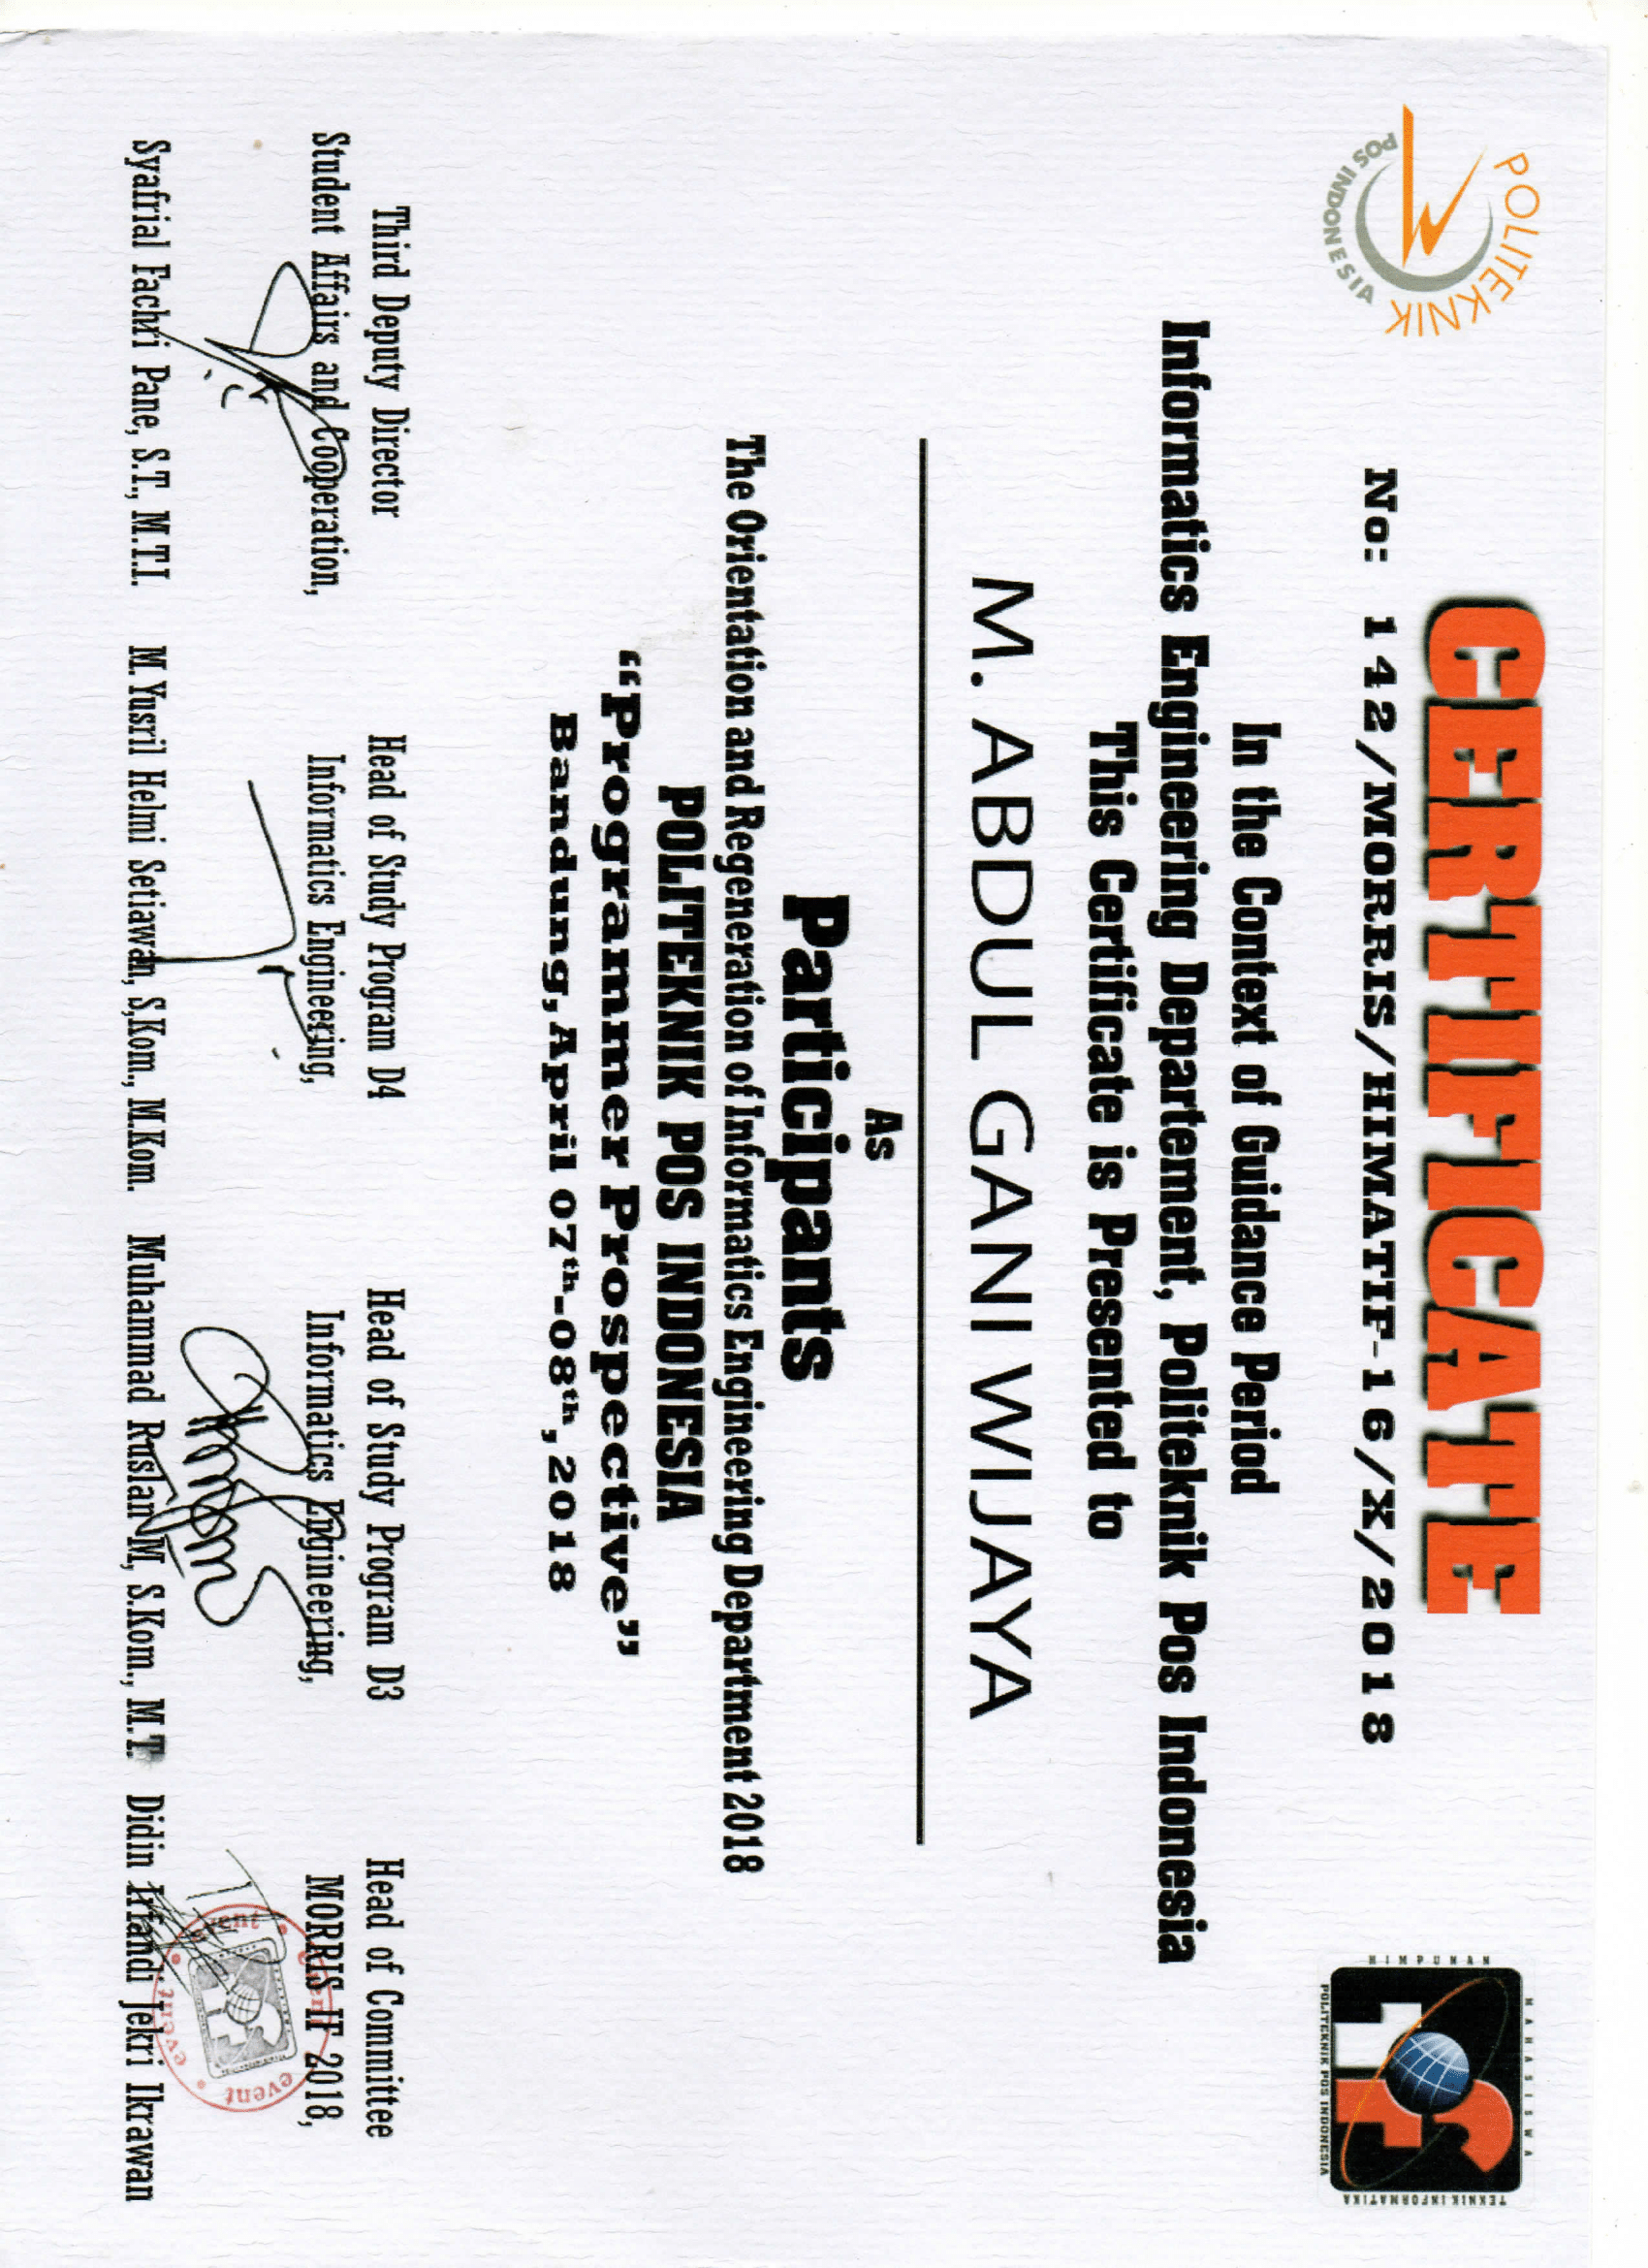 POLITEKNIK
POS INDONESIA
CERTIFICATE
No: 142/MORRIS/HIMATIF-16/X/2018
HIMPUNAN
MAHASISWA
TEKNIK INFORMATIKA
POLITEKNIK POS INDONESIA
In the Context of Guidance Period
Informatics Engineering Departement, Politeknik Pos Indonesia
This Certificate is Presented to
M. ABDUL GANI WIJAYA
As
Participants
The Orientation and Regeneration of Informatics Engineering Department 2018
POLITEKNIK POS INDONESIA
“Programmer Prospective”
Bandung, April 07th-08th, 2018
Third Deputy Director
Student Affairs and Cooperation,
Syafrial Fachri Pane, S.T., M.T.I.
Head of Study Program D4
Informatics Engineering,
M. Yusril Helmi Setiawan, S,Kom., M.Kom.
Head of Study Program D3
Informatics Engineering,
Muhammad Ruslan M, S.Kom., M.T.
Head of Committee
MORRIS IF 2018,
event event event event
Didin Irfandi Jekri Ikrawan